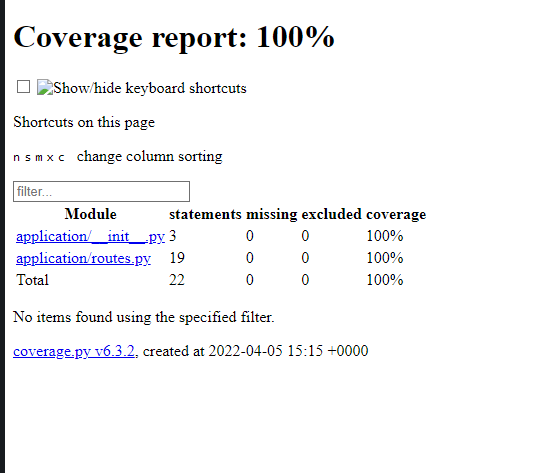 Coverage report: 100%
Show/hide keyboard shortcuts
Shortcuts on this page
n s m x c change column sorting
filter...
Module statements missing excluded coverage
application/__init__.py 3 0 0 100%
application/routes.py 19 0 0 100%
Total 22 0 0 100%
No items found using the specified filter.
coverage.py v6.3.2, created at 2022-04-05 15:15 +0000